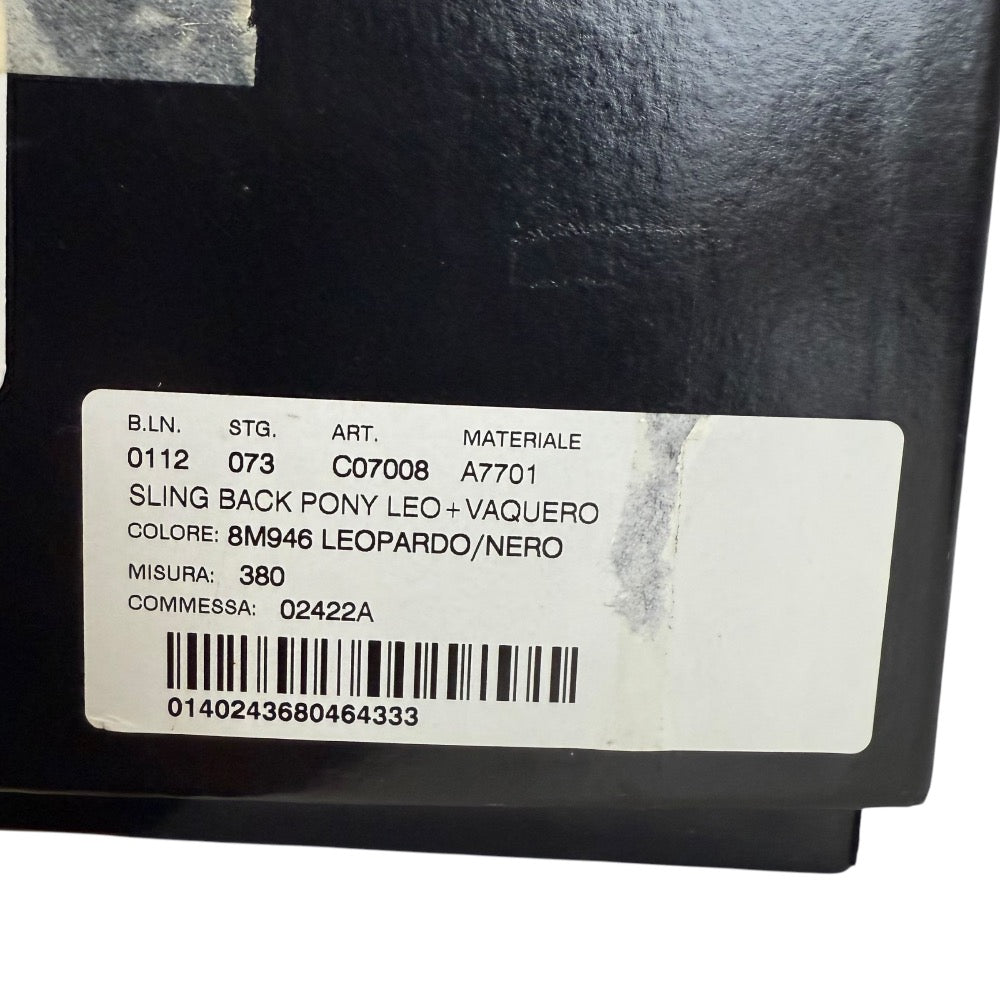 B.LN. STG. ART. MATERIALE
0112 073 C07008 A7701
SLING BACK PONY LEO+VAQUERO
COLORE: 8M946 LEOPARDO/NERO
MISURA: 380
COMMESSA: 02422A
0140243680464333